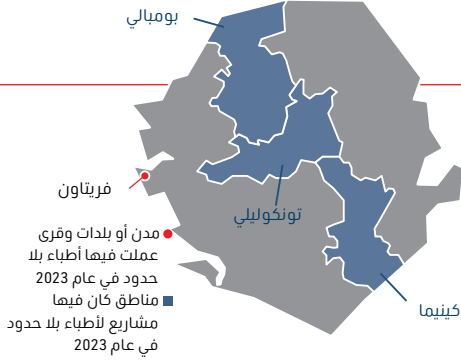 بومبالي
فريتاون
تونكوليلي
كينيما
مدن أو بلدات وقرى
عملت فيها أطباء بلا
حدود في عام 2023
مناطق كان فيها
مشاريع لأطباء بلا حدود
في عام 2023